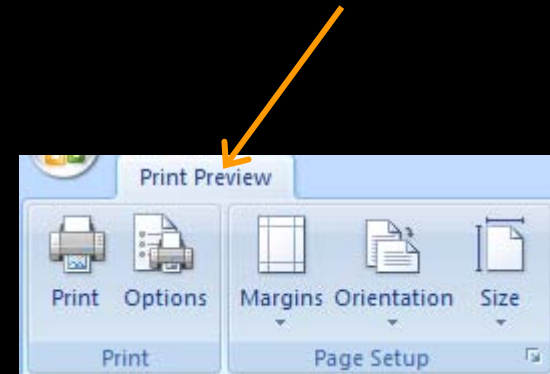 Print Preview
Print Options Margins Orientation Size
Print Page Setup